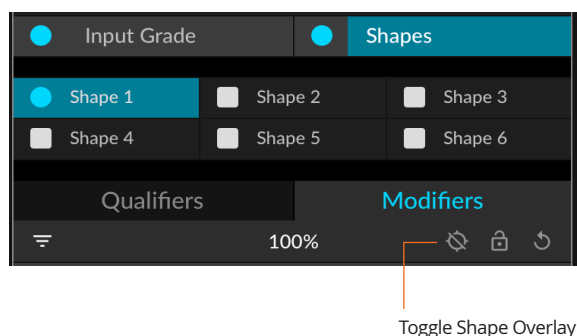 Input Grade Shapes
Shape 1 Shape 2 Shape 3
Shape 4 Shape 5 Shape 6
Qualifiers Modifiers
100%
Toggle Shape Overlay